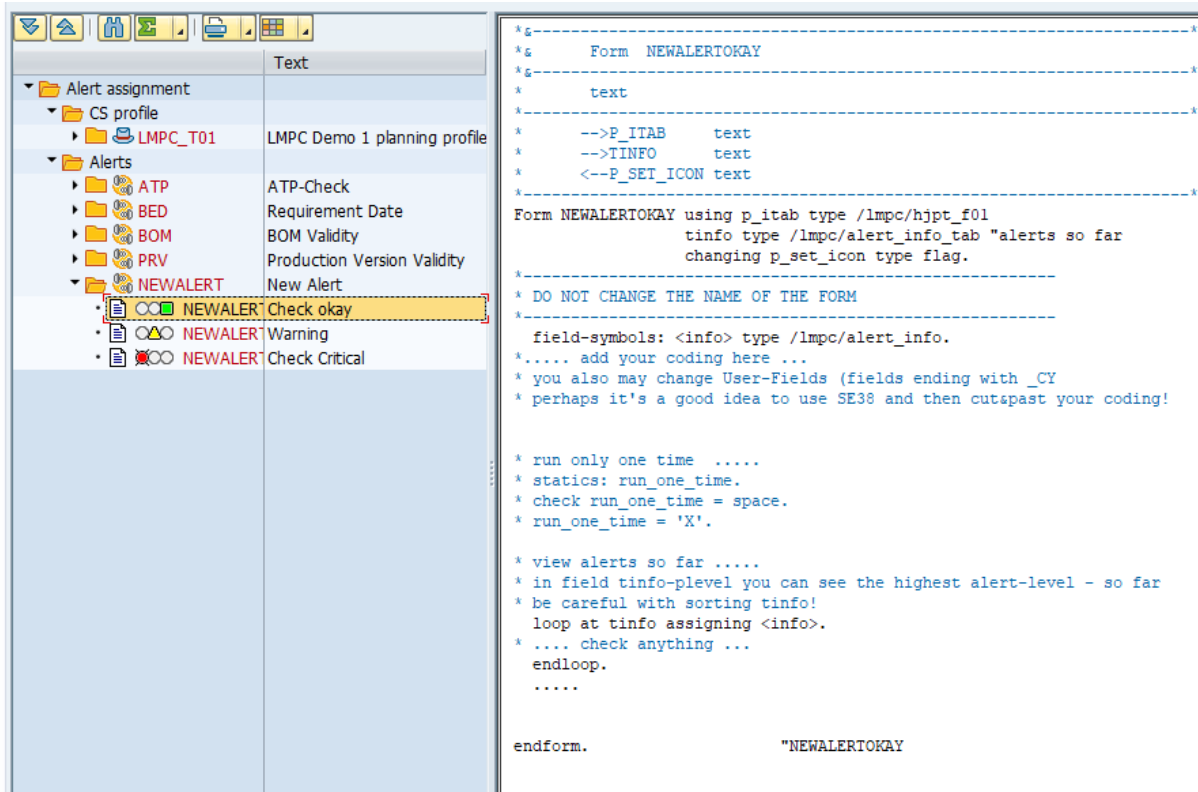 Text
Alert assignment
CS profile
LMPC_T01 LMPC Demo 1 planning profile
Alerts
ATP ATP-Check
BED Requirement Date
BOM BOM Validity
PRV Production Version Validity
NEWALERT New Alert
NEWALERT Check okay
NEWALERT Warning
NEWALERT Check Critical
*&---------------------------------------------------------------------*
*&      Form  NEWALERTOKAY
*&---------------------------------------------------------------------*
*       text
*----------------------------------------------------------------------*
*      -->P_ITAB     text
*      -->TINFO      text
*      <--P_SET_ICON text
*----------------------------------------------------------------------*
Form NEWALERTOKAY using p_itab type /lmpc/hjpt_f01
                  tinfo type /lmpc/alert_info_tab "alerts so far
                  changing p_set_icon type flag.
*--------------------------------------------------------
* DO NOT CHANGE THE NAME OF THE FORM
*--------------------------------------------------------
  field-symbols: <info> type /lmpc/alert_info.
*..... add your coding here ...
* you also may change User-Fields (fields ending with _CY
* perhaps it's a good idea to use SE38 and then cut&past your coding!
* run only one time  .....
* statics: run_one_time.
* check run_one_time = space.
* run_one_time = 'X'.
* view alerts so far .....
* in field tinfo-plevel you can see the highest alert-level - so far
* be careful with sorting tinfo!
  loop at tinfo assigning <info>.
* .... check anything ...
  endloop.
  .....
endform.                    "NEWALERTOKAY